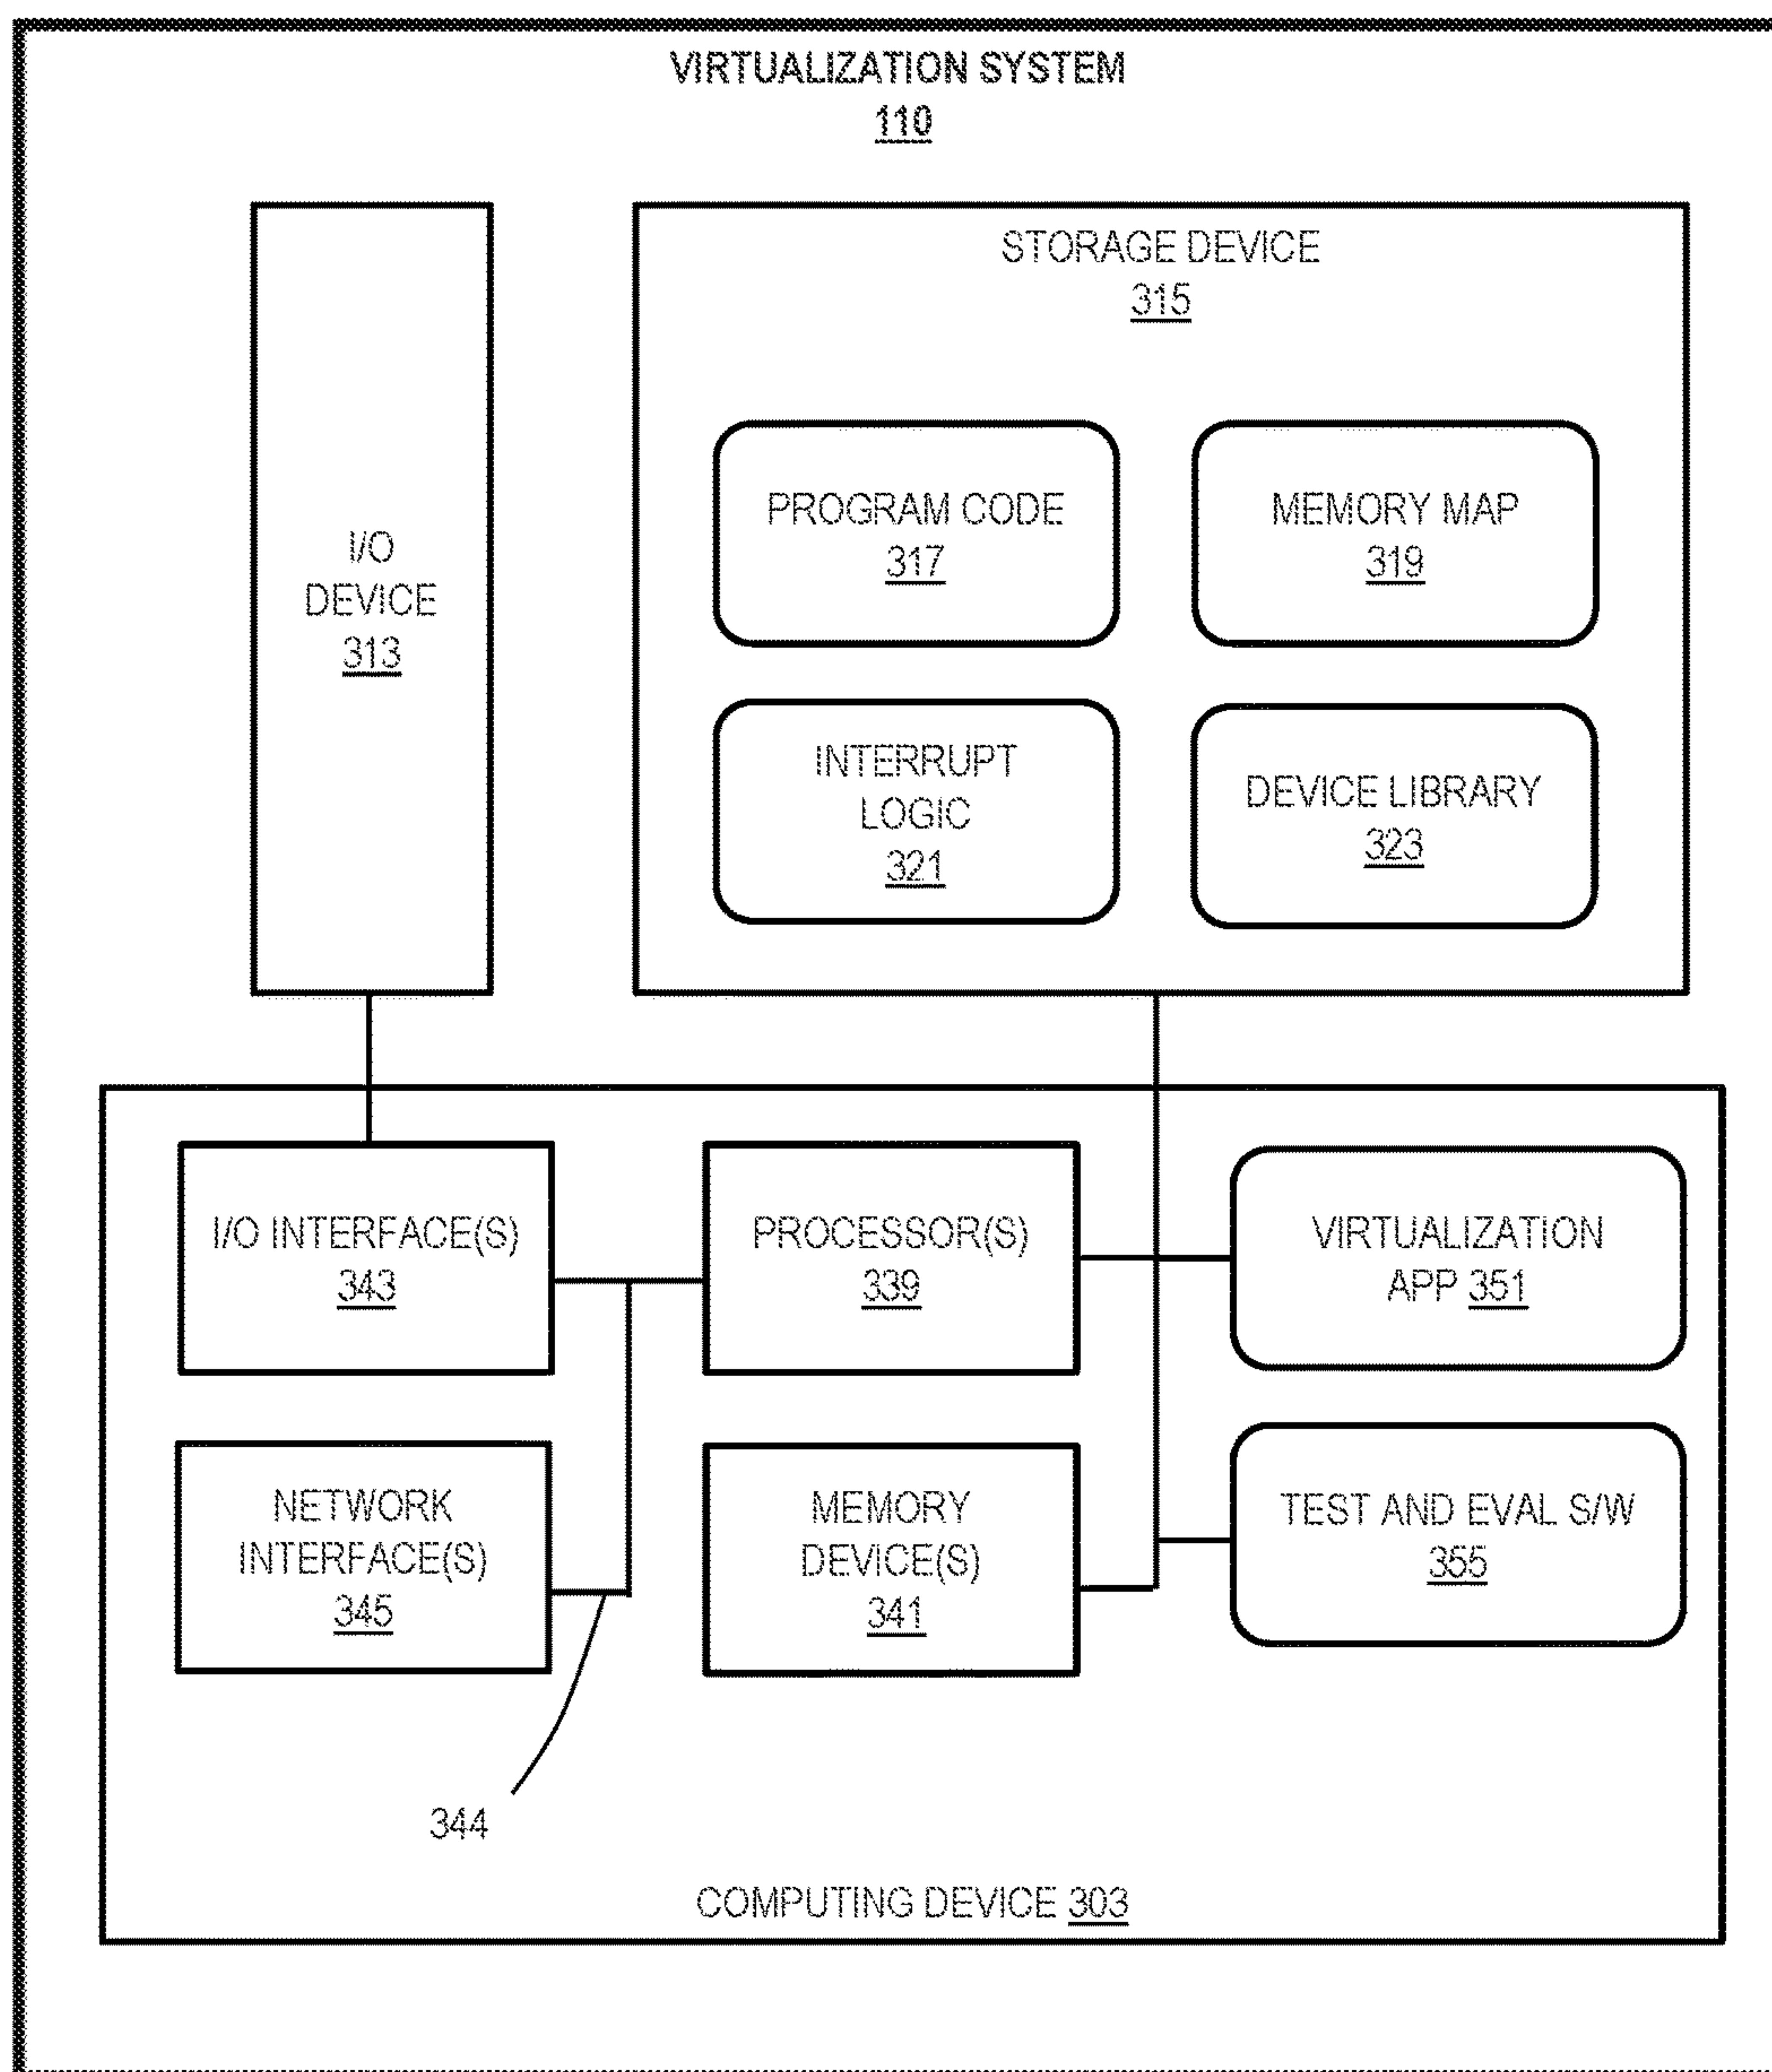 VIRTUALIZATION SYSTEM
110
I/O
DEVICE
313
STORAGE DEVICE
315
PROGRAM CODE
317
MEMORY MAP
319
INTERRUPT
LOGIC
321
DEVICE LIBRARY
323
I/O INTERFACE(S)
343
PROCESSOR(S)
339
VIRTUALIZATION
APP 351
NETWORK
INTERFACE(S)
345
MEMORY
DEVICE(S)
341
TEST AND EVAL S/W
355
344
COMPUTING DEVICE 303